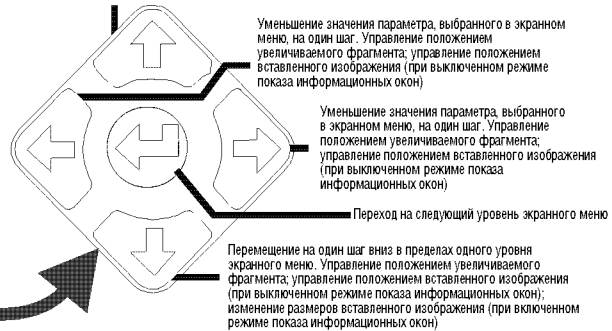 Уменьшение значения параметра, выбранного в экранном
меню, на один шаг. Управление положением
увеличиваемого фрагмента; управление положением
вставленного изображения (при выключенном режиме
показа информационных окон)
Уменьшение значения параметра, выбранного
в экранном меню, на один шаг. Управление
положением увеличиваемого фрагмента;
управление положением вставленного изображения
(при выключенном режиме показа
информационных окон)
Переход на следующий уровень экранного меню
Перемещение на один шаг вниз в пределах одного уровня
экранного меню. Управление положением увеличиваемого
фрагмента; управление положением вставленного изображения
(при выключенном режиме показа информационных окон);
изменение размеров вставленного изображения (при включенном
режиме показа информационных окон)